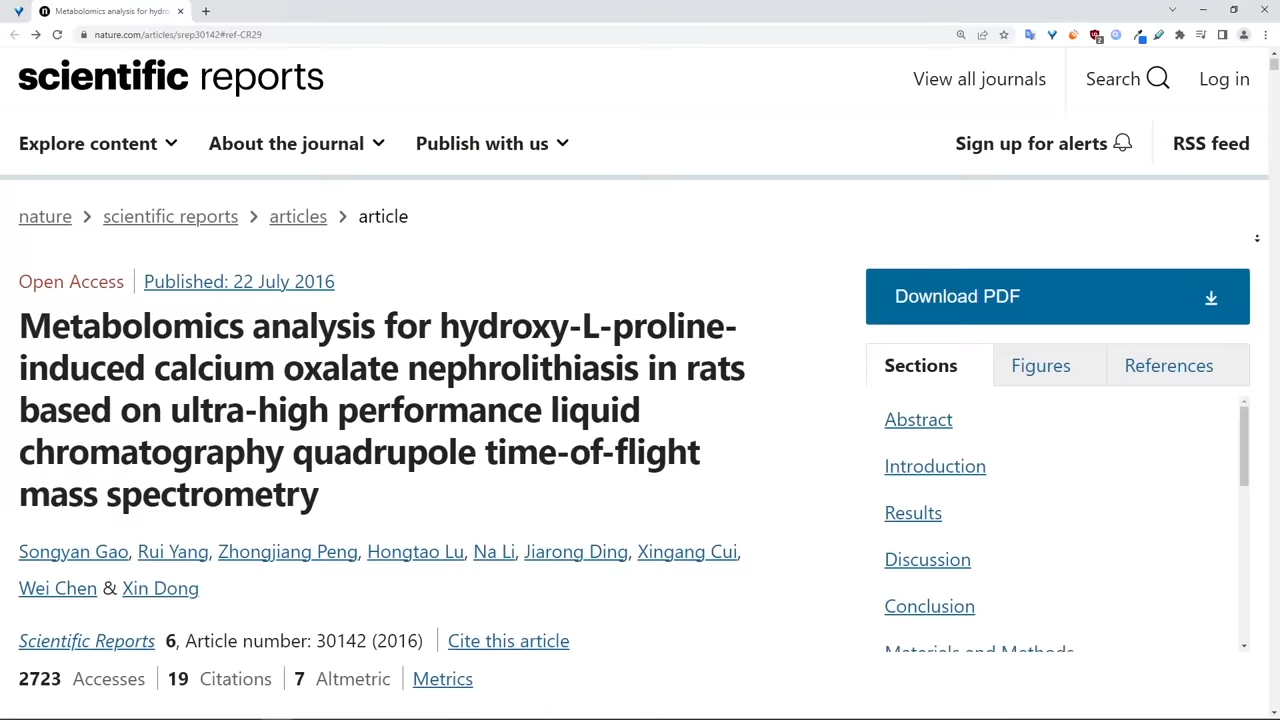 Metabolomics analysis for hydro
nature.com/articles/srep30142#ref-CR29
scientific reports
View all journals
Search
Log in
Explore content
About the journal
Publish with us
Sign up for alerts
RSS feed
nature > scientific reports > articles > article
Open Access
Published: 22 July 2016
Metabolomics analysis for hydroxy-L-proline-
induced calcium oxalate nephrolithiasis in rats
based on ultra-high performance liquid
chromatography quadrupole time-of-flight
mass spectrometry
Songyan Gao, Rui Yang, Zhongjiang Peng, Hongtao Lu, Na Li, Jiarong Ding, Xingang Cui,
Wei Chen & Xin Dong
Scientific Reports 6, Article number: 30142 (2016)
Cite this article
2723 Accesses
19 Citations
7 Altmetric
Metrics
Download PDF
Sections
Figures
References
Abstract
Introduction
Results
Discussion
Conclusion
Materials and Methods